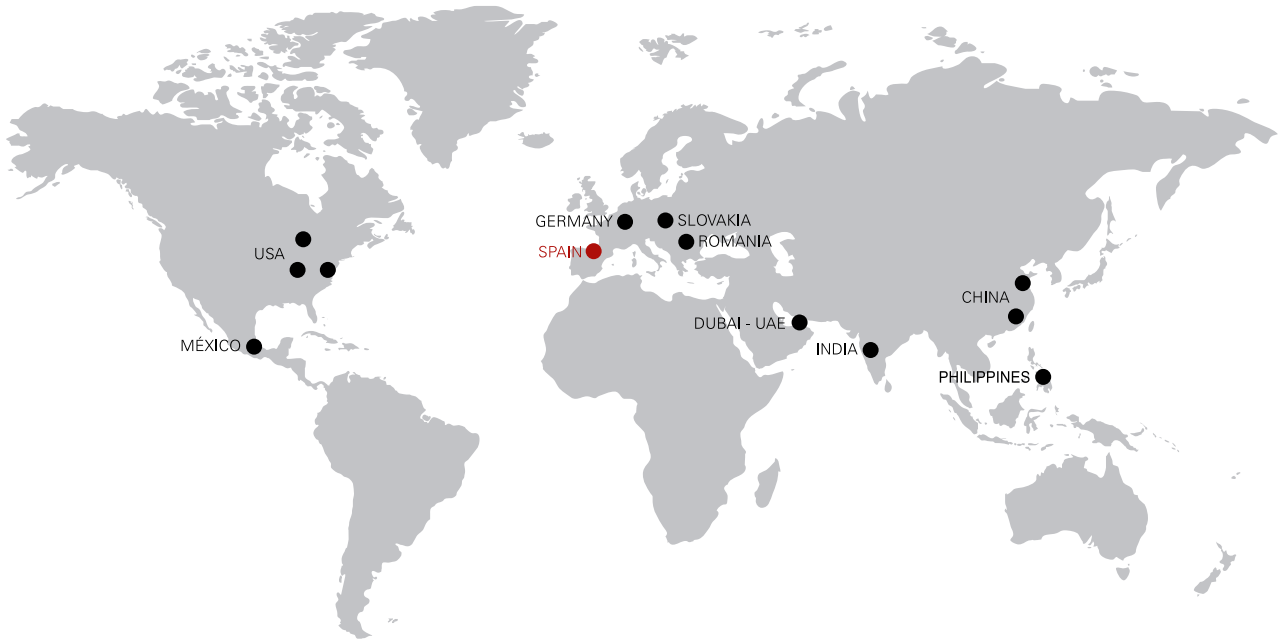 GERMANY
SLOVAKIA
ROMANIA
SPAIN
USA
CHINA
DUBAI - UAE
MÉXICO
INDIA
PHILIPPINES